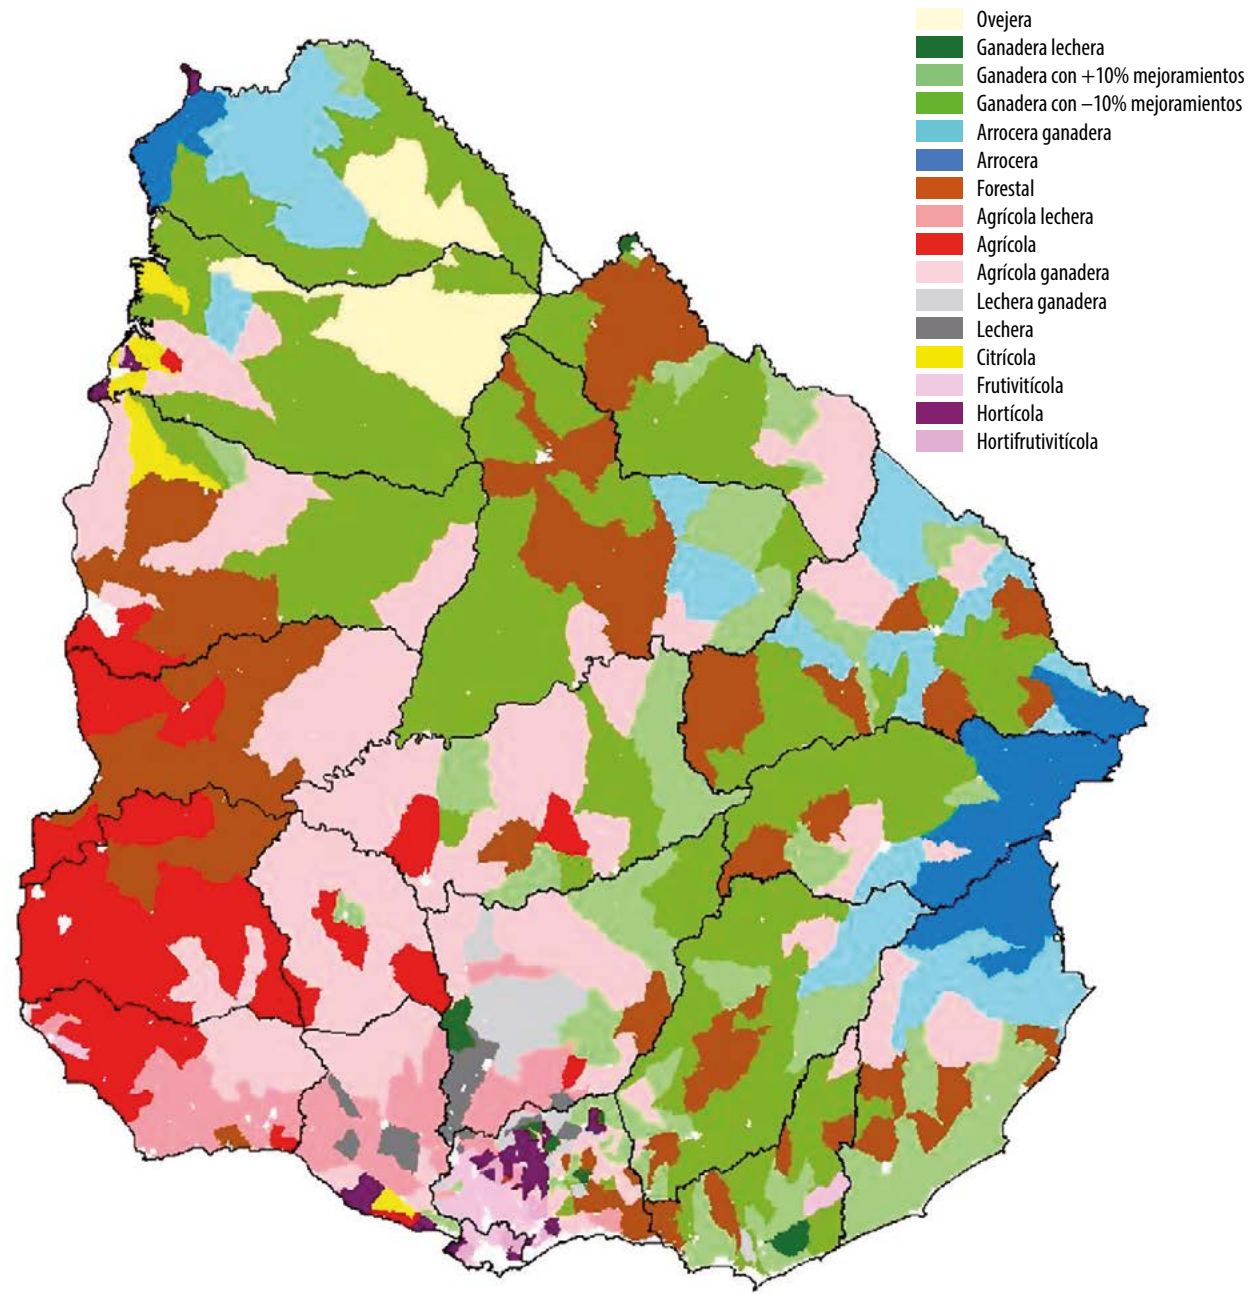 Ovejera
Ganadera lechera
Ganadera con +10% mejoramientos
Ganadera con –10% mejoramientos
Arrocera ganadera
Arrocera
Forestal
Agrícola lechera
Agrícola
Agrícola ganadera
Lechera ganadera
Lechera
Citrícola
Frutivitícola
Hortícola
Hortifrutivitícola